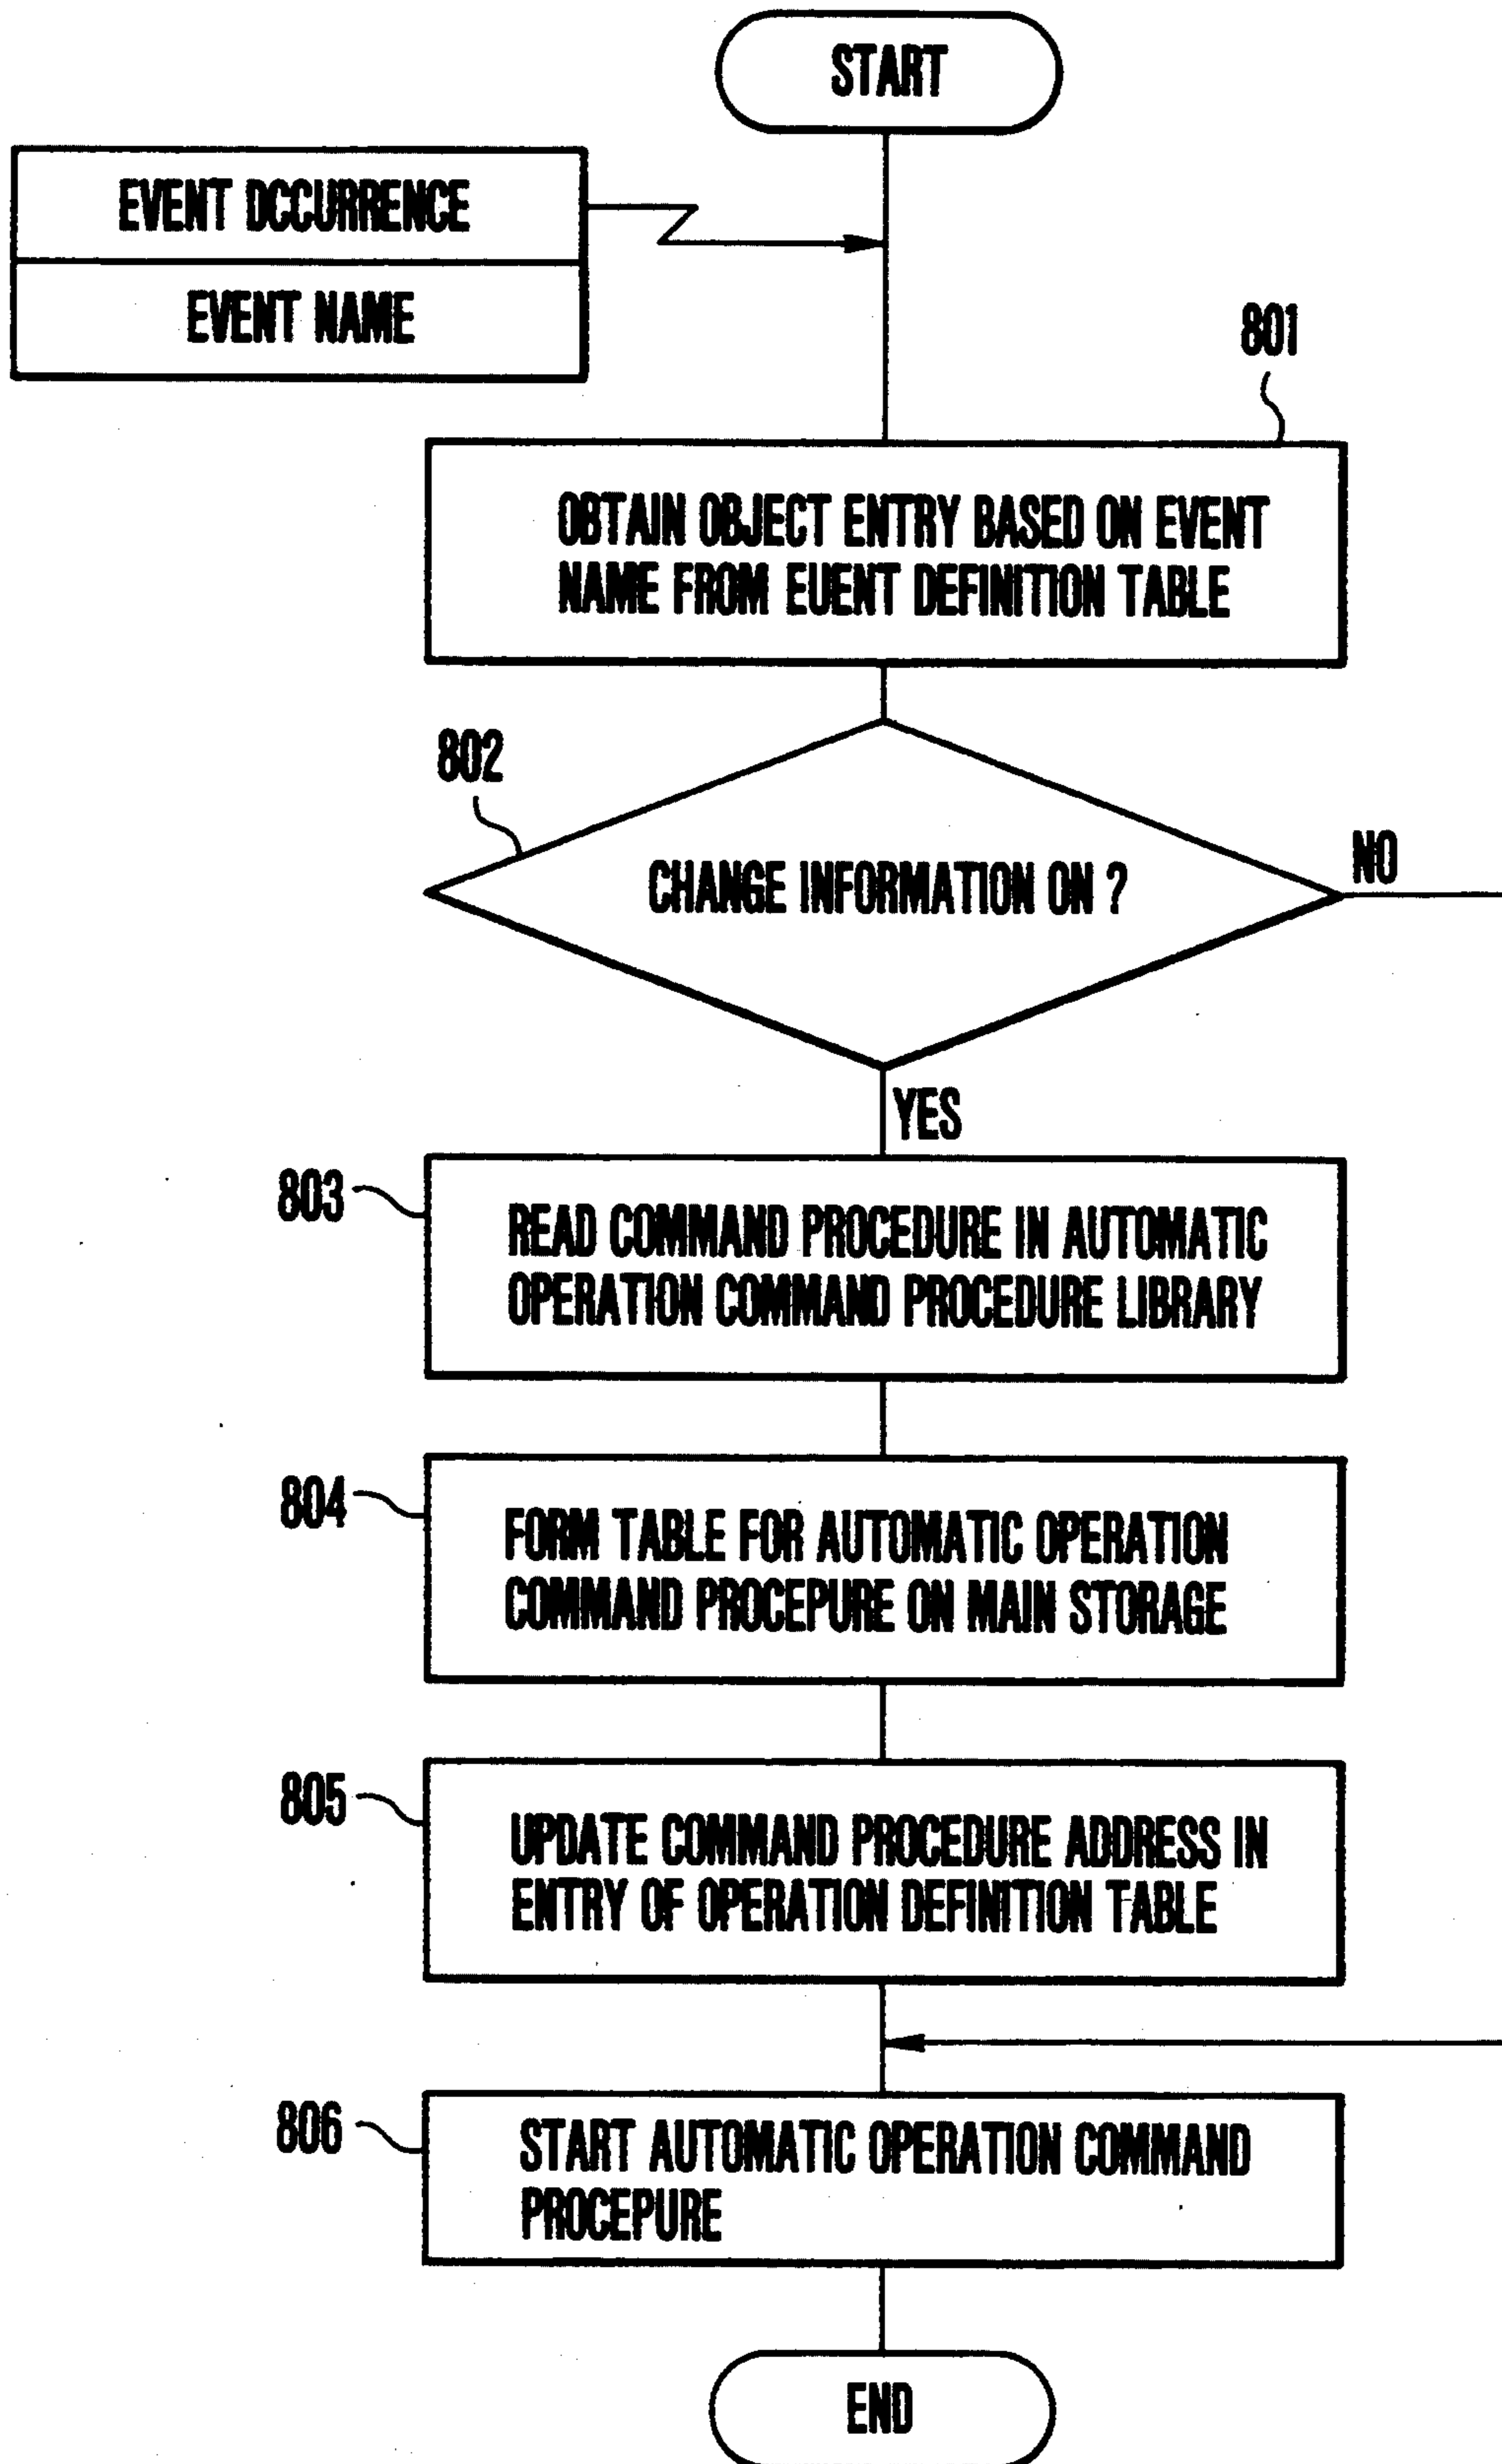 START
EVENT DCCURRENCE
EVENT NAME
801
OBTAIN OBJECT ENTRY BASED ON EVENT
NAME FROM EUENT DEFINITION TABLE
802
CHANGE INFORMATION ON ?
NO
YES
803
READ COMMAND PROCEDURE IN AUTOMATIC
OPERATION COMMAND PROCEDURE LIBRARY
804
FORM TABLE FOR AUTOMATIC OPERATION
COMMAND PROCEPURE ON MAIN STORAGE
805
UPDATE COMMAND PROCEDURE ADDRESS IN
ENTRY OF OPERATION DEFINITION TABLE
806
START AUTOMATIC OPERATION COMMAND
PROCEPURE
END